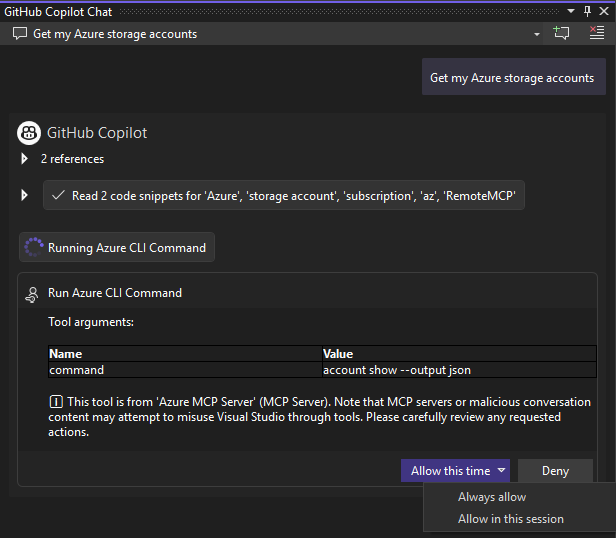 GitHub Copilot Chat
Get my Azure storage accounts
Get my Azure storage accounts
GitHub Copilot
2 references
Read 2 code snippets for 'Azure', 'storage account', 'subscription', 'az', 'RemoteMCP'
Running Azure CLI Command
Run Azure CLI Command
Tool arguments:
Name Value
command account show --output json
This tool is from 'Azure MCP Server' (MCP Server). Note that MCP servers or malicious conversation
content may attempt to misuse Visual Studio through tools. Please carefully review any requested
actions.
Allow this time Deny
Always allow
Allow in this session